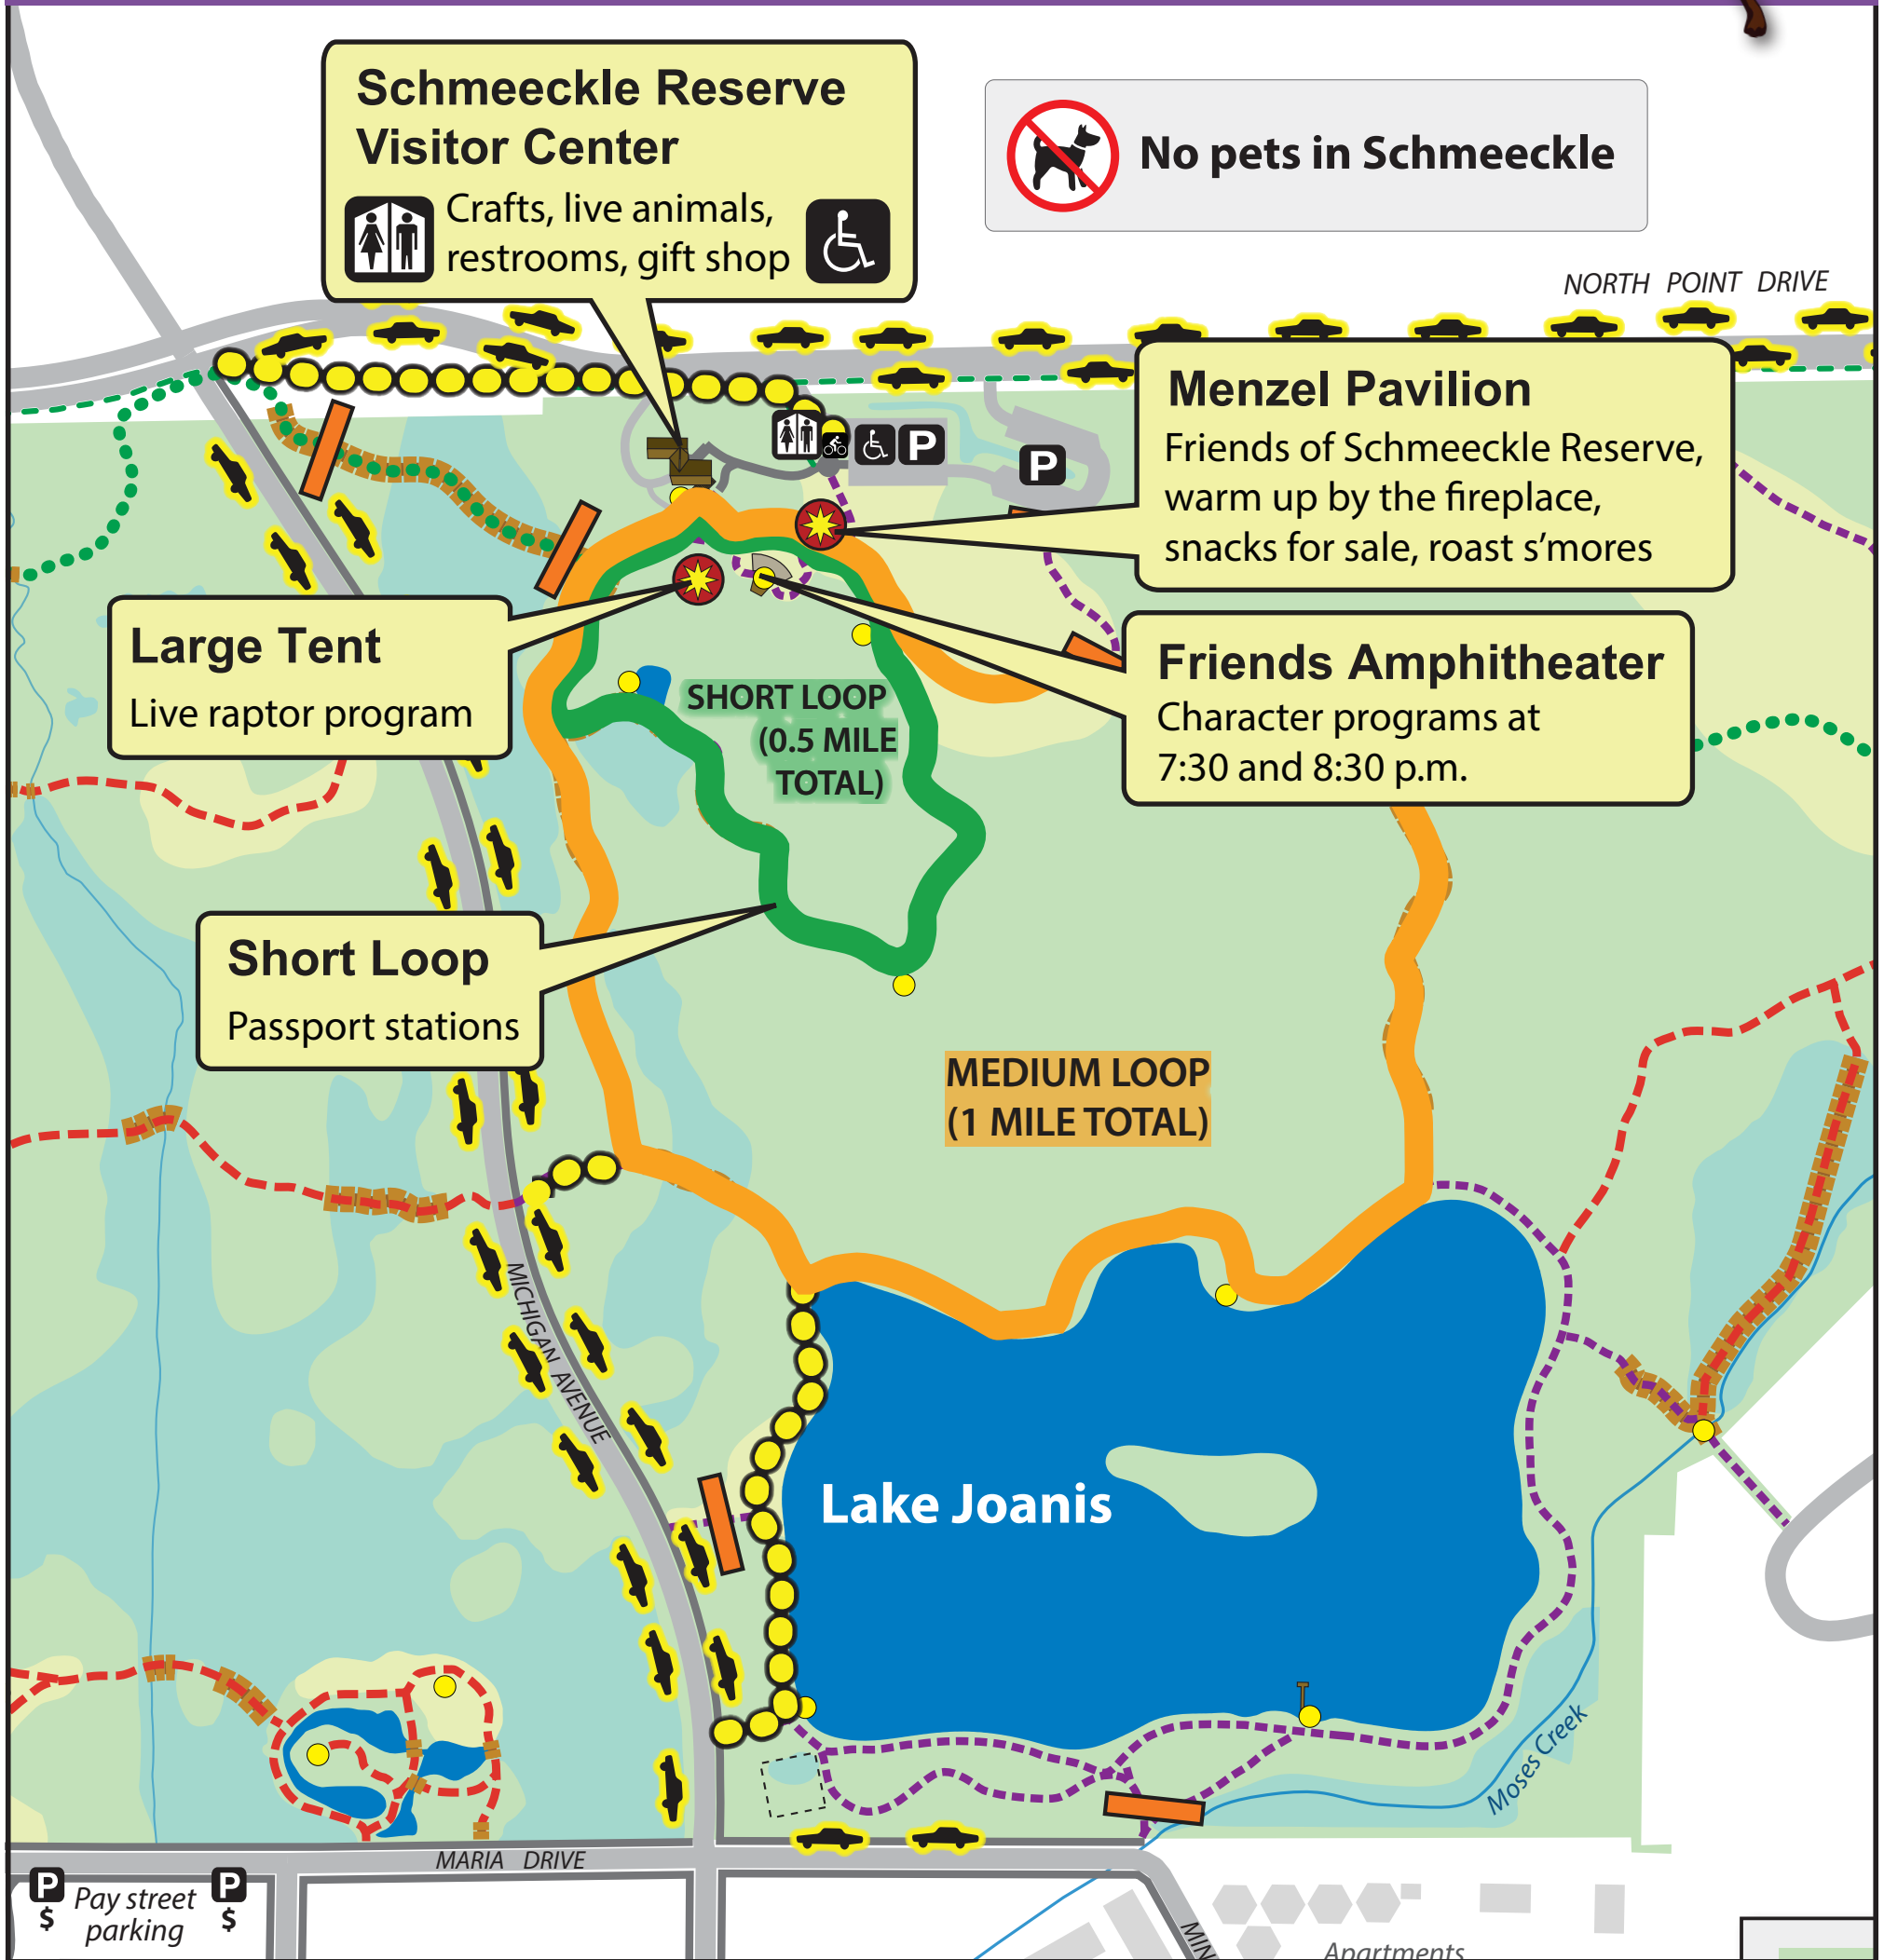 Schmeeckle Reserve
Visitor Center
Crafts, live animals,
restrooms, gift shop
No pets in Schmeeckle
NORTH POINT DRIVE
Menzel Pavilion
Friends of Schmeeckle Reserve,
warm up by the fireplace,
snacks for sale, roast s’mores
P
P
Large Tent
Live raptor program
Friends Amphitheater
Character programs at
7:30 and 8:30 p.m.
SHORT LOOP
(0.5 MILE
TOTAL)
Short Loop
Passport stations
MEDIUM LOOP
(1 MILE TOTAL)
MICHIGAN AVENUE
Lake Joanis
Moses Creek
MARIA DRIVE
P
$
Pay street
parking
P
$
MIN
Apartments